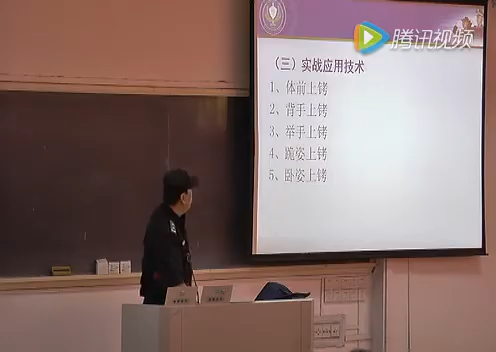 腾讯视频
（三）实战应用技术
1、体前上铐
2、背手上铐
3、举手上铐
4、跪姿上铐
5、卧姿上铐